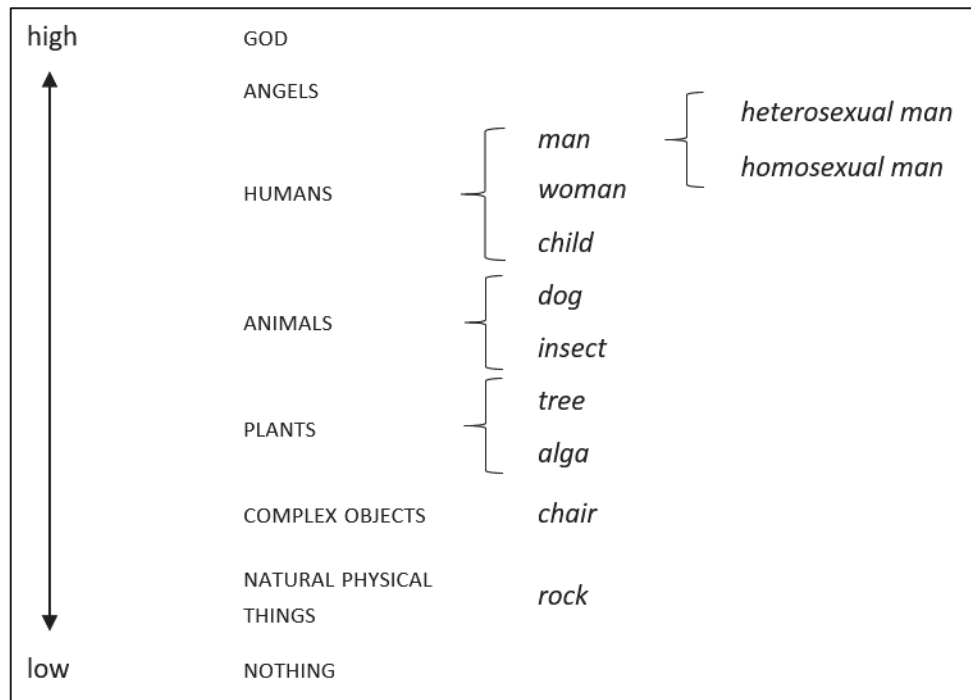 high GOD
ANGELS
heterosexual man
man
homosexual man
HUMANS woman
child
dog
ANIMALS
insect
tree
PLANTS
alga
COMPLEX OBJECTS chair
NATURAL PHYSICAL
THINGS
rock
low NOTHING